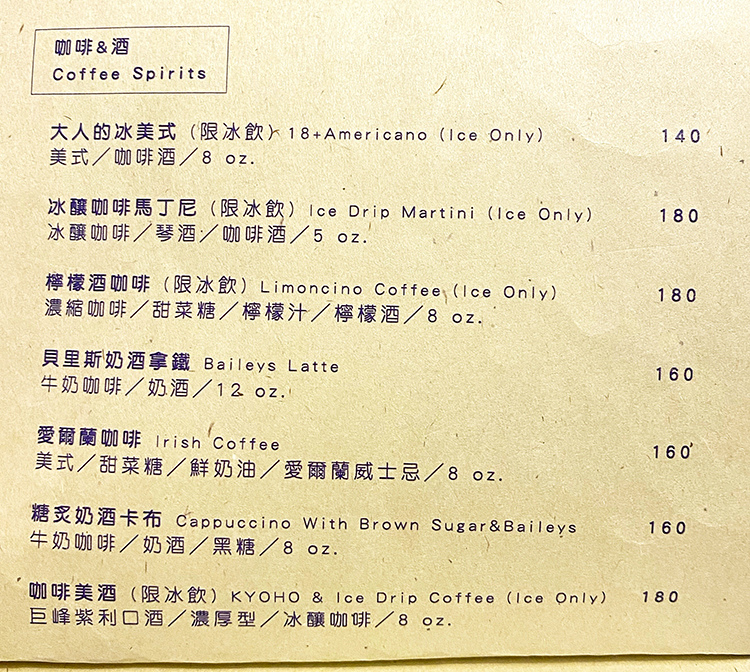 咖啡&酒
Coffee Spirits
大人的冰美式（限冰飲）18+Americano (Ice Only) 140
美式／咖啡酒／8 oz.
冰釀咖啡馬丁尼（限冰飲）Ice Drip Martini (Ice Only) 180
冰釀咖啡／琴酒／咖啡酒／5 oz.
檸檬酒咖啡（限冰飲）Limoncino Coffee (Ice Only) 180
濃縮咖啡／甜菜糖／檸檬汁／檸檬酒／8 oz.
貝里斯奶酒拿鐵 Baileys Latte 160
牛奶咖啡／奶酒／12 oz.
愛爾蘭咖啡 Irish Coffee 160
美式／甜菜糖／鮮奶油／愛爾蘭威士忌／8 oz.
糖炙奶酒卡布 Cappuccino With Brown Sugar&Baileys 160
牛奶咖啡／奶酒／黑糖／8 oz.
咖啡美酒（限冰飲）KYOHO & Ice Drip Coffee (Ice Only) 180
巨峰紫利口酒／濃厚型／冰釀咖啡／8 oz.